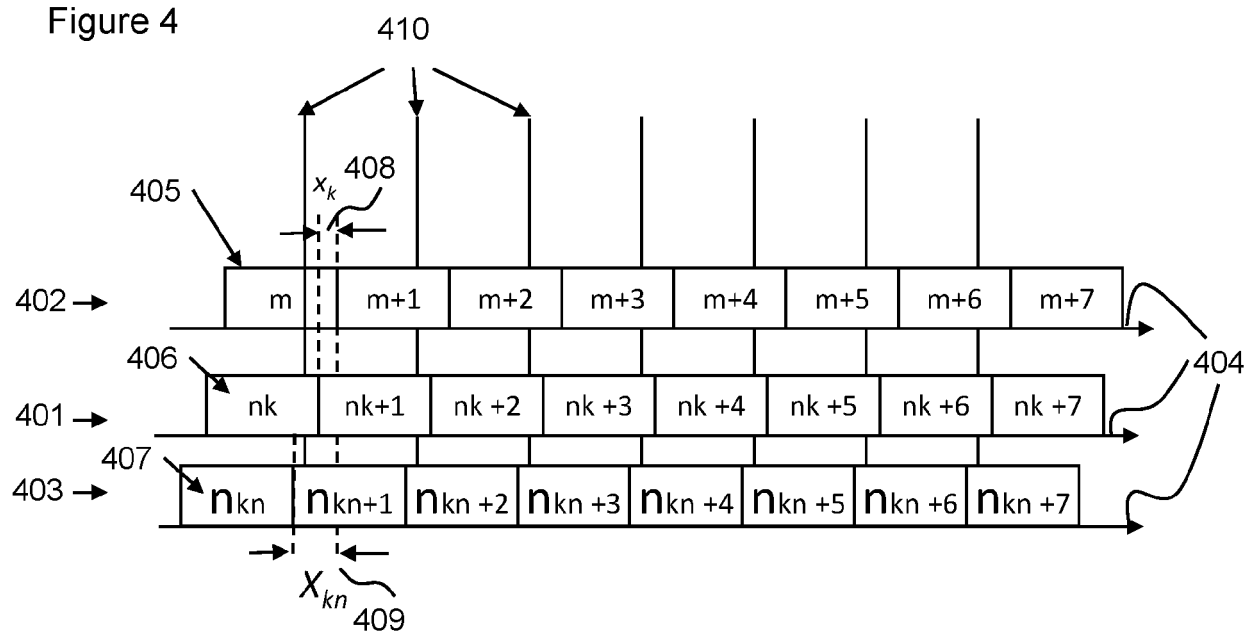 Figure 4
410
408
x_k
405
402
m m+1 m+2 m+3 m+4 m+5 m+6 m+7
406
404
401
nk nk+1 nk +2 nk +3 nk +4 nk +5 nk +6 nk +7
407
403
n_kn n_kn+1 n_kn +2 n_kn +3 n_kn +4 n_kn +5 n_kn +6 n_kn +7
X_kn
409